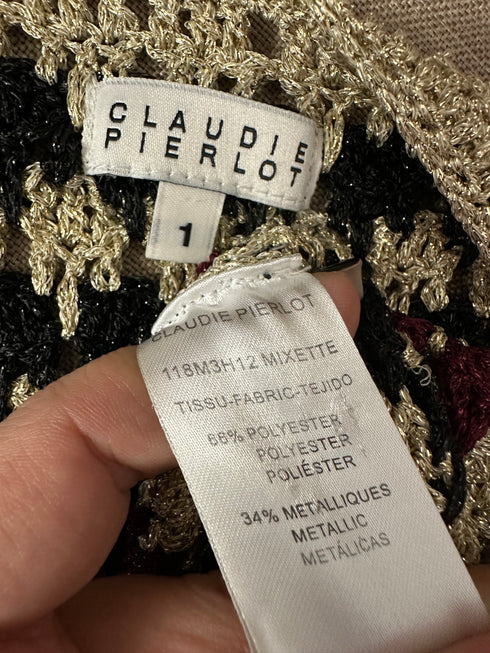 CLAUDIE
PIERLOT
1
CLAUDIE PIERLOT
118M3H12 MIXETTE
TISSU-FABRIC-TEJIDO
66% POLYESTER
POLYESTER
POLIÉSTER
34% METALLIQUES
METALLIC
METÁLICAS